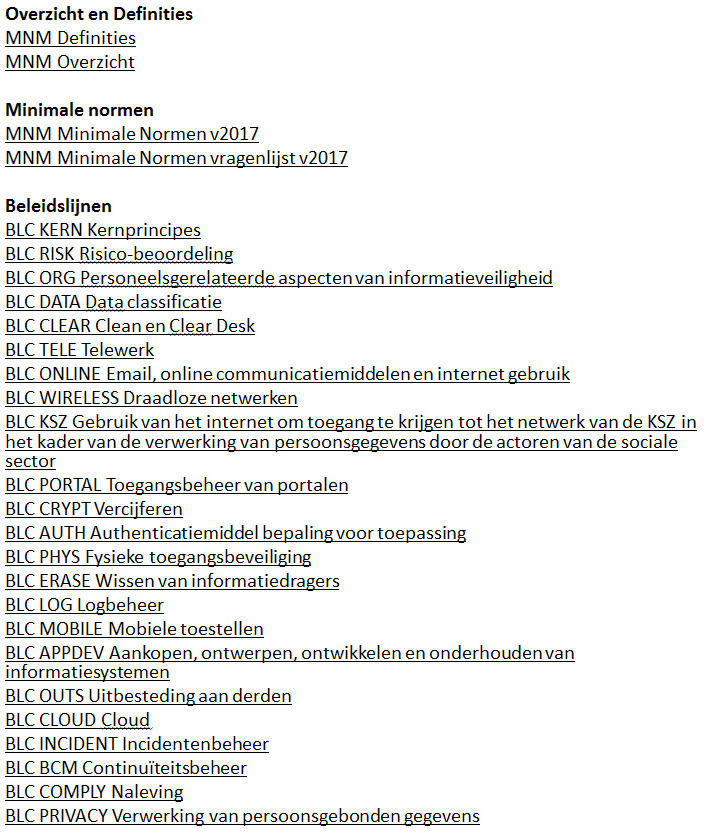 Overzicht en Definities
MNM Definities
MNM Overzicht
Minimale normen
MNM Minimale Normen v2017
MNM Minimale Normen vragenlijst v2017
Beleidslijnen
BLC KERN Kernprincipes
BLC RISK Risico-beoordeling
BLC ORG Personeelsgerelateerde aspecten van informatieveiligheid
BLC DATA Data classificatie
BLC CLEAR Clean en Clear Desk
BLC TELE Telewerk
BLC ONLINE Email, online communicatiemiddelen en internet gebruik
BLC WIRELESS Draadloze netwerken
BLC KSZ Gebruik van het internet om toegang te krijgen tot het netwerk van de KSZ in
het kader van de verwerking van persoonsgegevens door de actoren van de sociale
sector
BLC PORTAL Toegangsbeheer van portalen
BLC CRYPT Vercijferen
BLC AUTH Authenticatiemiddel bepaling voor toepassing
BLC PHYS Fysieke toegangsbeveiliging
BLC ERASE Wissen van informatiedragers
BLC LOG Logbeheer
BLC MOBILE Mobiele toestellen
BLC APPDEV Aankopen, ontwerpen, ontwikkelen en onderhouden van
informatiesystemen
BLC OUTS Uitbesteding aan derden
BLC CLOUD Cloud
BLC INCIDENT Incidentenbeheer
BLC BCM Continuïteitsbeheer
BLC COMPLY Naleving
BLC PRIVACY Verwerking van persoonsgebonden gegevens